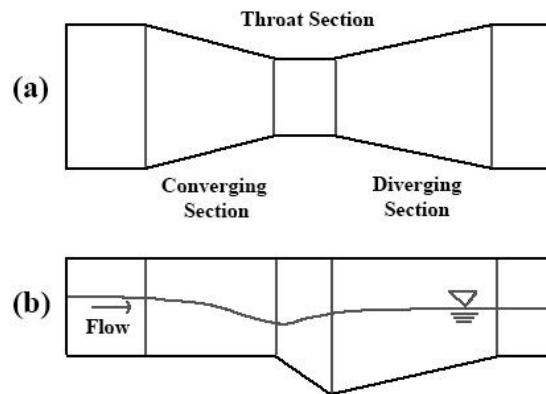 Throat Section
(a)
Converging
Section
Diverging
Section
(b)
Flow